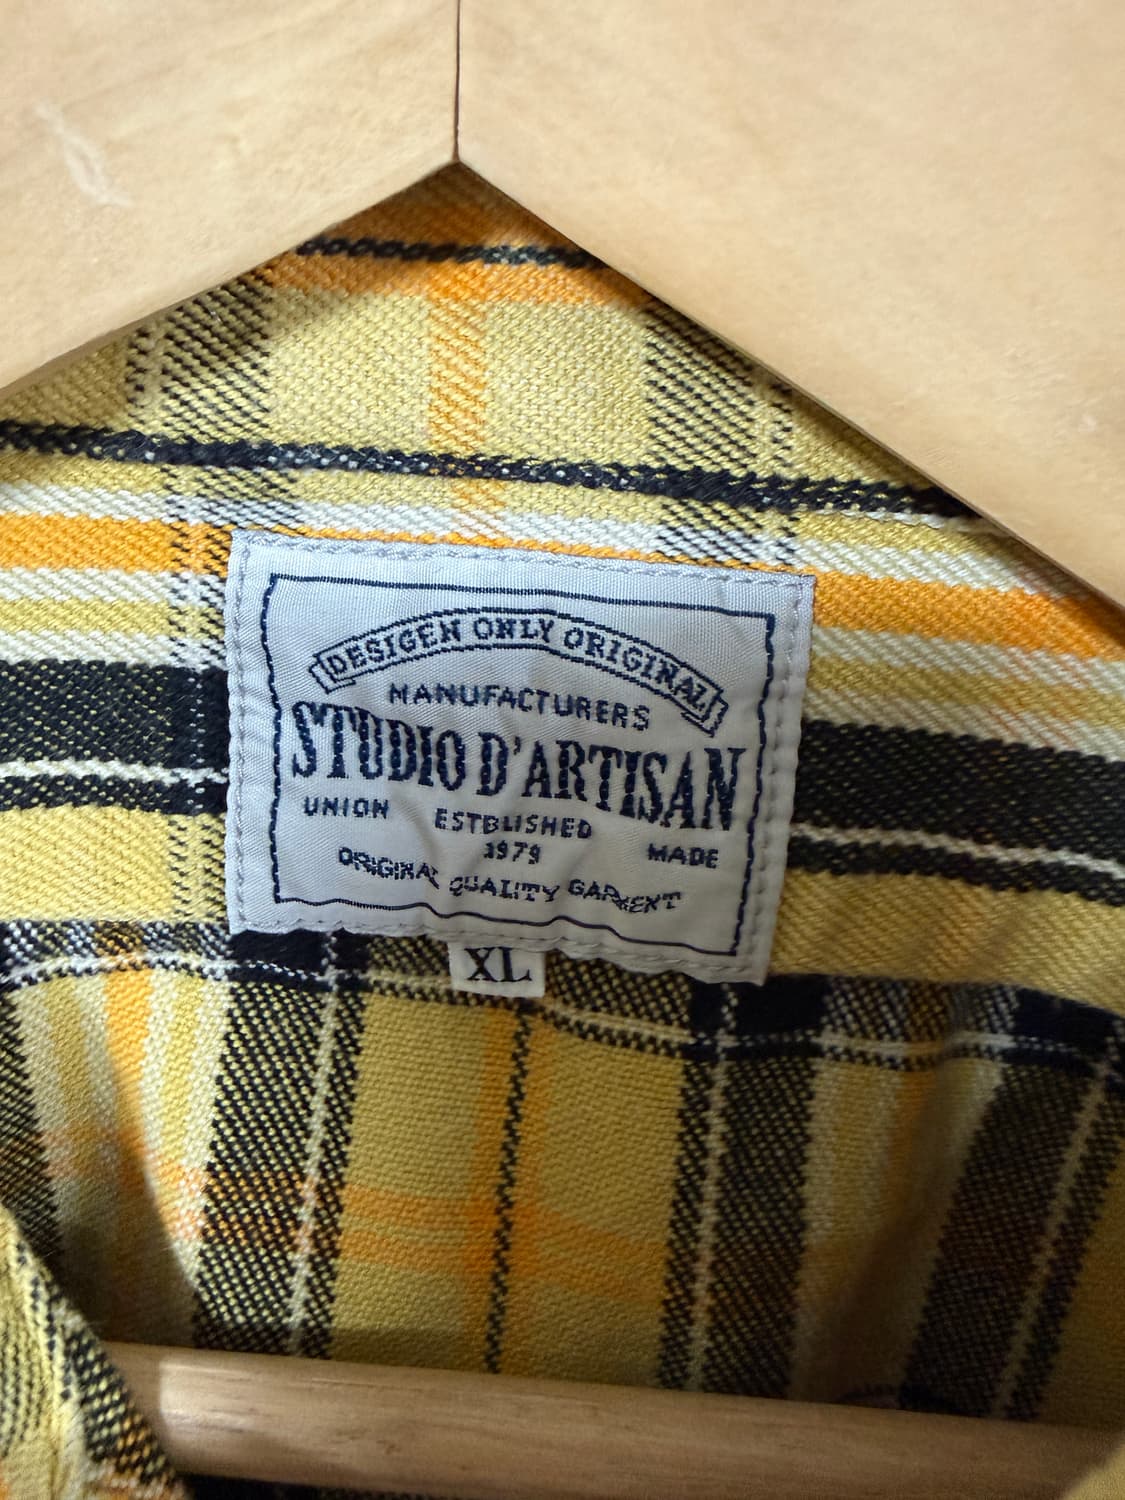 DESIGEN ONLY ORIGINAL
MANUFACTURERS
STUDIO D'ARTISAN
UNION ESTBLISHED MADE
1979
ORIGINAL QUALITY GARMENT
XL